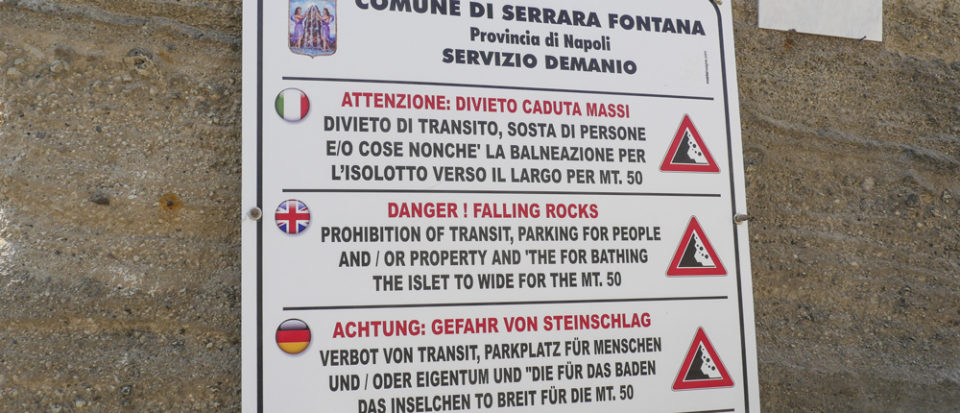 COMUNE DI SERRARA FONTANA
Provincia di Napoli
SERVIZIO DEMANIO
ATTENZIONE: DIVIETO CADUTA MASSI
DIVIETO DI TRANSITO, SOSTA DI PERSONE
E/O COSE NONCHE' LA BALNEAZIONE PER
L'ISOLOTTO VERSO IL LARGO PER MT. 50
DANGER ! FALLING ROCKS
PROHIBITION OF TRANSIT, PARKING FOR PEOPLE
AND / OR PROPERTY AND 'THE FOR BATHING
THE ISLET TO WIDE FOR THE MT. 50
ACHTUNG: GEFAHR VON STEINSCHLAG
VERBOT VON TRANSIT, PARKPLATZ FÜR MENSCHEN
UND / ODER EIGENTUM UND "DIE FÜR DAS BADEN
DAS INSELCHEN TO BREIT FÜR DIE MT. 50